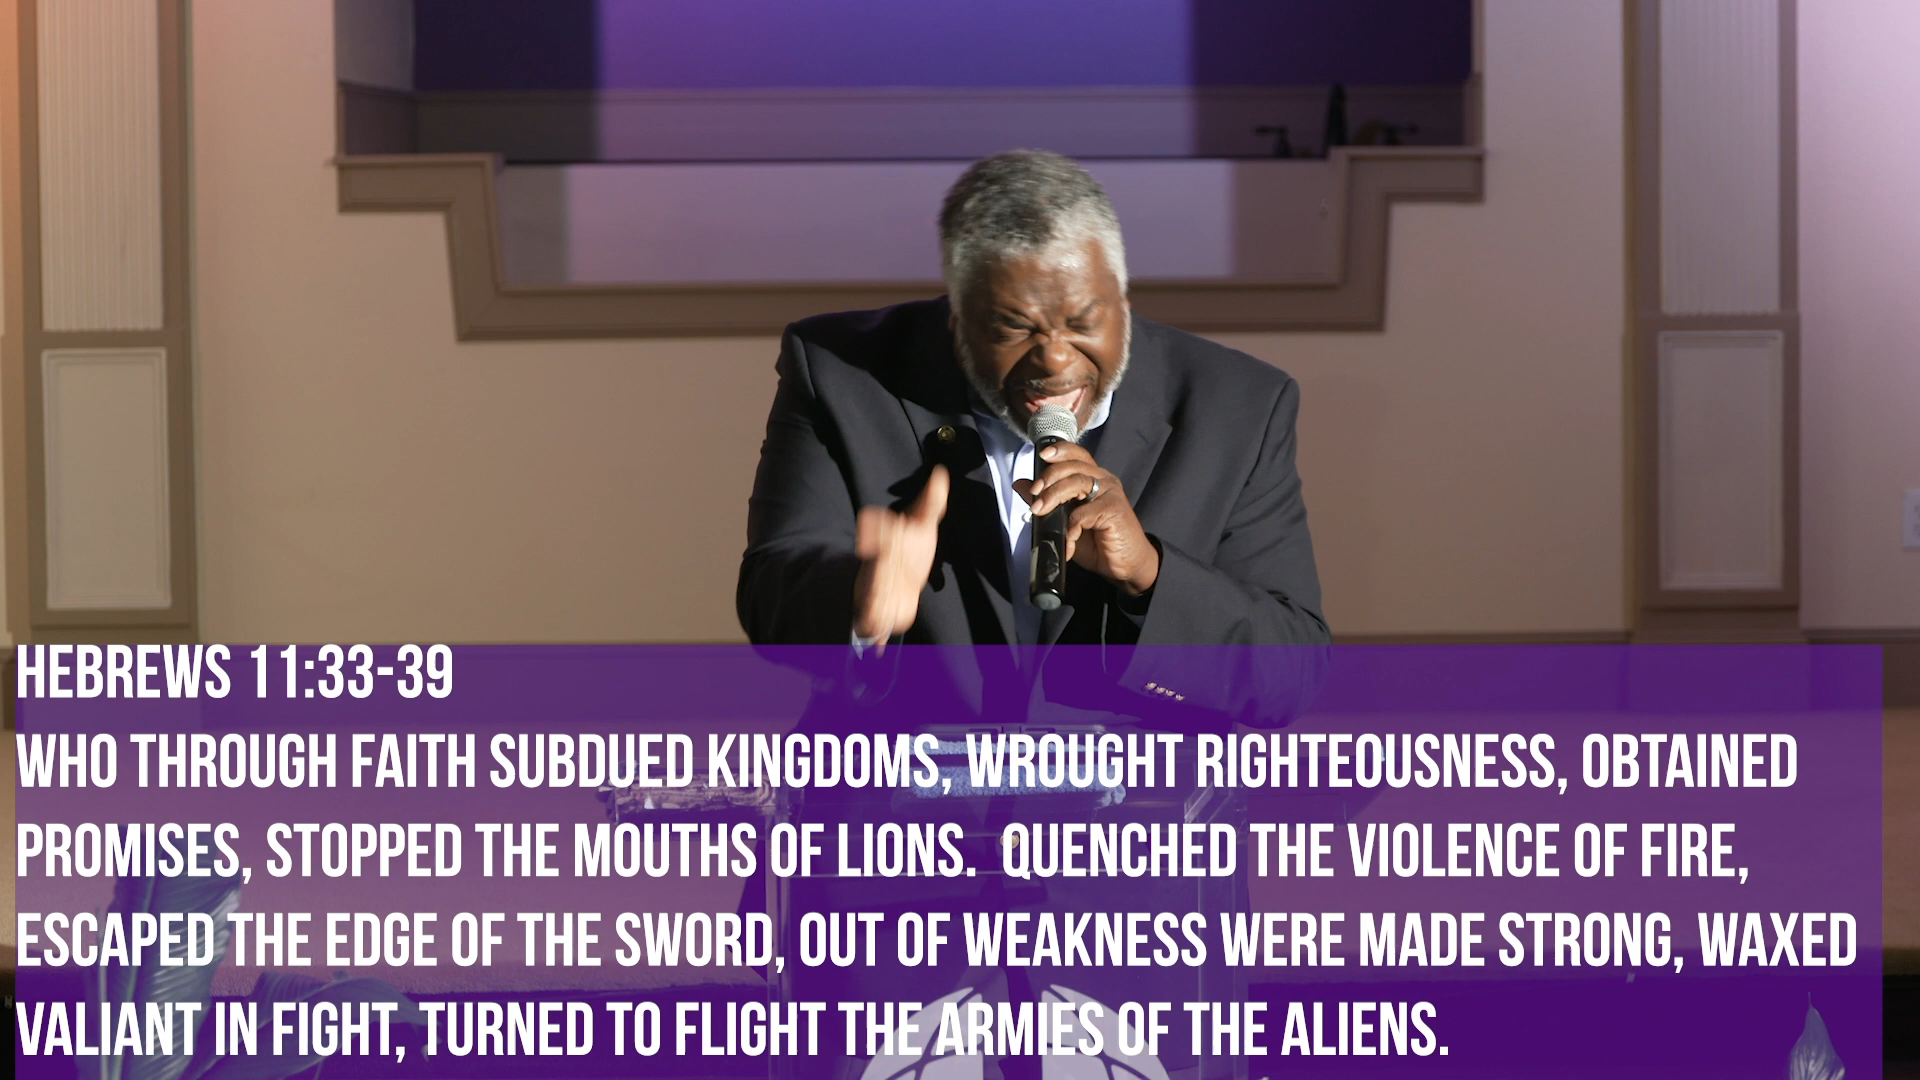 HEBREWS 11:33-39
WHO THROUGH FAITH SUBDUED KINGDOMS, WROUGHT RIGHTEOUSNESS, OBTAINED
PROMISES, STOPPED THE MOUTHS OF LIONS.  QUENCHED THE VIOLENCE OF FIRE,
ESCAPED THE EDGE OF THE SWORD, OUT OF WEAKNESS WERE MADE STRONG, WAXED
VALIANT IN FIGHT, TURNED TO FLIGHT THE ARMIES OF THE ALIENS.